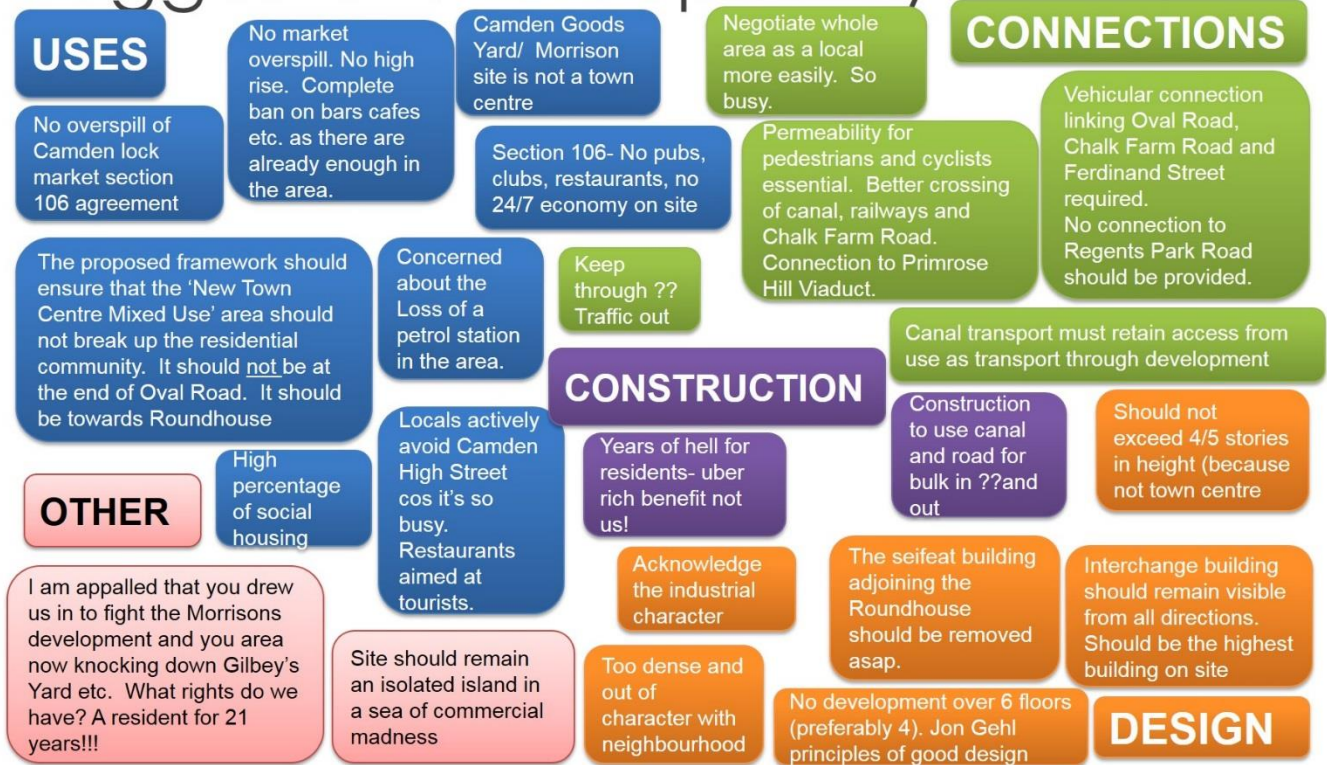 USES
No market
overspill. No high
rise. Complete
ban on bars cafes
etc. as there are
already enough in
the area.
Camden Goods
Yard/ Morrison
site is not a town
centre
Negotiate whole
area as a local
more easily. So
busy.
CONNECTIONS
No overspill of
Camden lock
market section
106 agreement
Section 106- No pubs,
clubs, restaurants, no
24/7 economy on site
Permeability for
pedestrians and cyclists
essential. Better crossing
of canal, railways and
Chalk Farm Road.
Connection to Primrose
Hill Viaduct.
Vehicular connection
linking Oval Road,
Chalk Farm Road and
Ferdinand Street
required.
No connection to
Regents Park Road
should be provided.
The proposed framework should
ensure that the ‘New Town
Centre Mixed Use’ area should
not break up the residential
community. It should not be at
the end of Oval Road. It should
be towards Roundhouse
Concerned
about the
Loss of a
petrol station
in the area.
Keep
through ??
Traffic out
Canal transport must retain access from
use as transport through development
CONSTRUCTION
Locals actively
avoid Camden
High Street
cos it’s so
busy.
Restaurants
aimed at
tourists.
Years of hell for
residents- uber
rich benefit not
us!
Construction
to use canal
and road for
bulk in ??and
out
Should not
exceed 4/5 stories
in height (because
not town centre
OTHER
High
percentage
of social
housing
I am appalled that you drew
us in to fight the Morrisons
development and you area
now knocking down Gilbey’s
Yard etc. What rights do we
have? A resident for 21
years!!!
Site should remain
an isolated island in
a sea of commercial
madness
Acknowledge
the industrial
character
The seifeat building
adjoining the
Roundhouse
should be removed
asap.
Interchange building
should remain visible
from all directions.
Should be the highest
building on site
Too dense and
out of
character with
neighbourhood
No development over 6 floors
(preferably 4). Jon Gehl
principles of good design
DESIGN